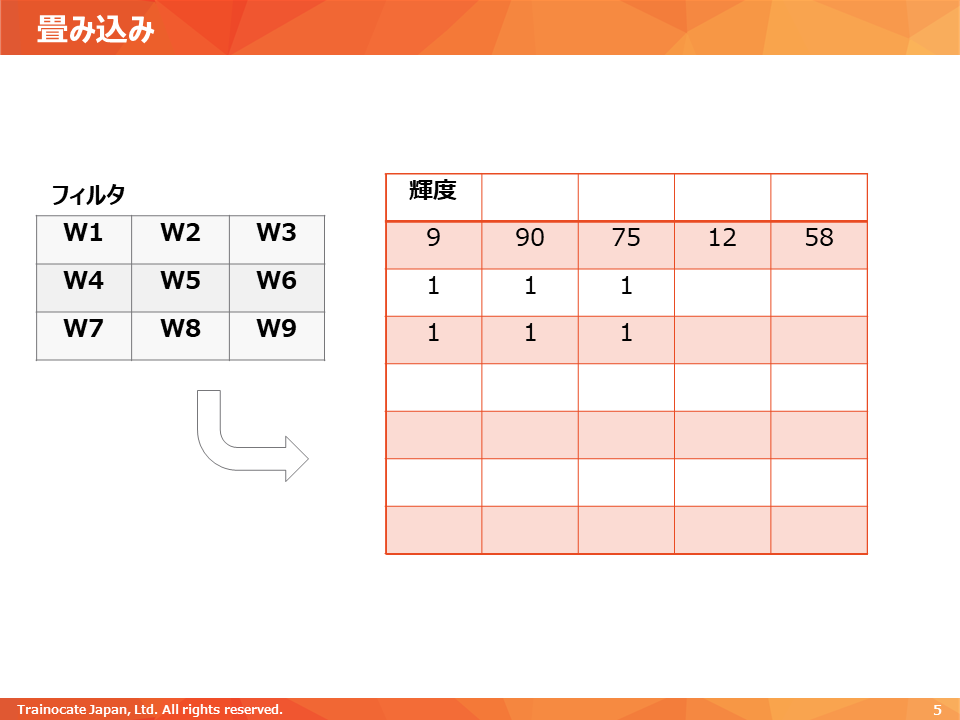 畳み込み
フィルタ
W1 W2 W3
W4 W5 W6
W7 W8 W9
輝度
9 90 75 12 58
1 1 1
1 1 1
Trainocate Japan, Ltd. All rights reserved.
5